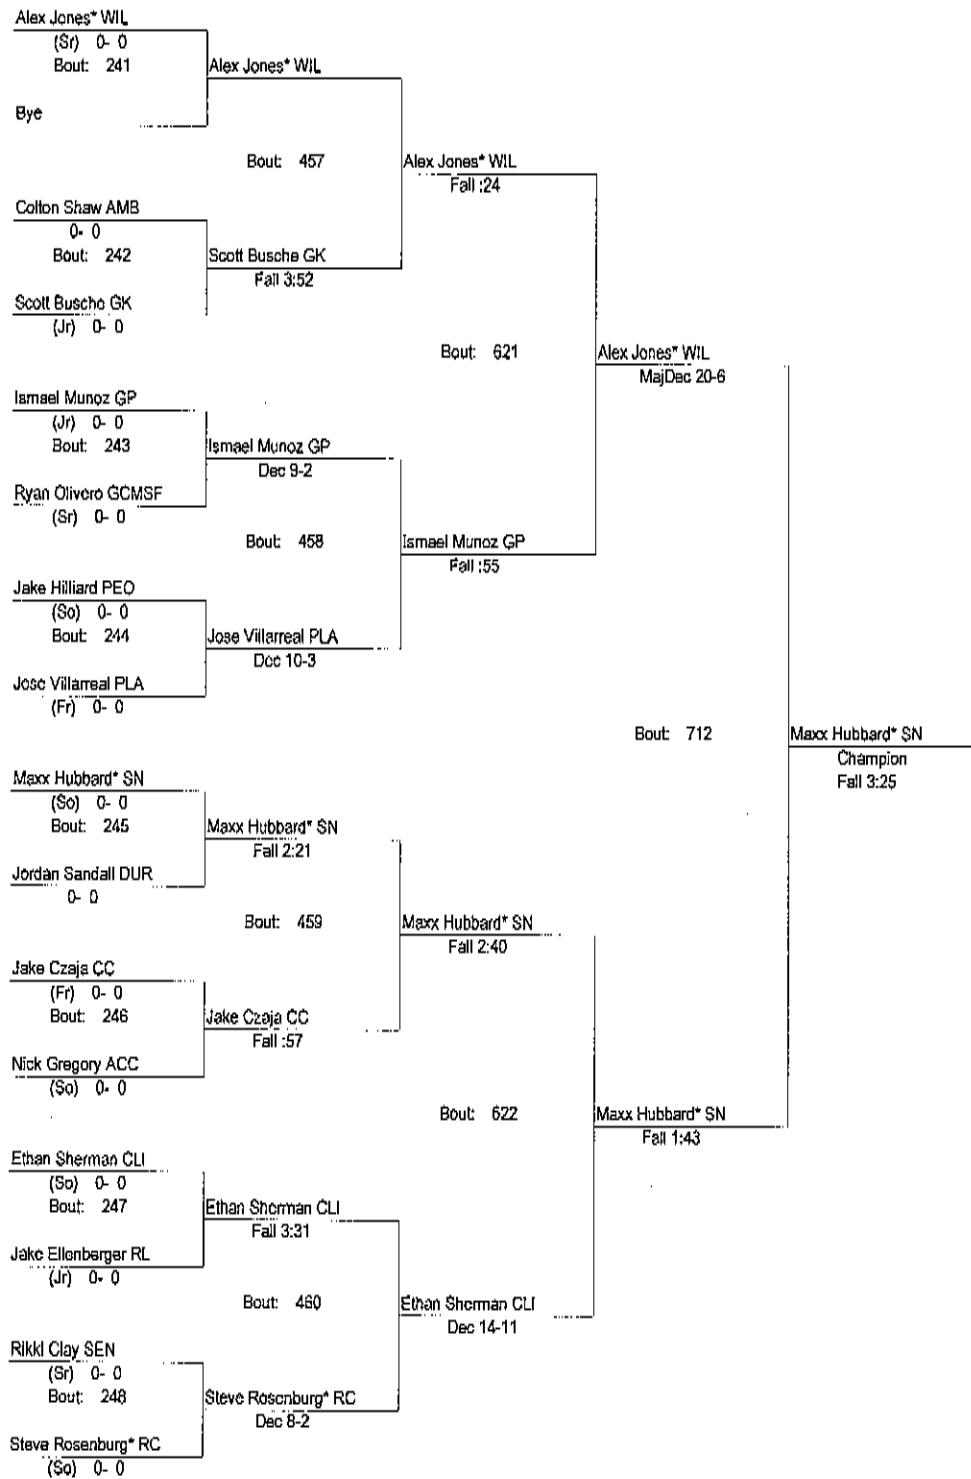 Alex Jones* WIL
(Sr) 0- 0
Bout: 241
Alex Jones* WIL
Bye
Bout: 457
Alex Jones* WIL
Fall :24
Colton Shaw AMB
0- 0
Bout: 242
Scott Busche GK
Fall 3:52
Scott Busche GK
(Jr) 0- 0
Bout: 621
Alex Jones* WIL
MajDec 20-6
Ismael Munoz GP
(Jr) 0- 0
Bout: 243
Ismael Munoz GP
Dec 9-2
Ryan Olivero GCMSF
(Sr) 0- 0
Bout: 458
Ismael Munoz GP
Fall :55
Jake Hilliard PEO
(So) 0- 0
Bout: 244
Jose Villarreal PLA
Dec 10-3
Jose Villarreal PLA
(Fr) 0- 0
Bout: 712
Maxx Hubbard* SN
Champion
Fall 3:25
Maxx Hubbard* SN
(So) 0- 0
Bout: 245
Maxx Hubbard* SN
Fall 2:21
Jordan Sandall DUR
0- 0
Bout: 459
Maxx Hubbard* SN
Fall 2:40
Jake Czaja CC
(Fr) 0- 0
Bout: 246
Jake Czaja CC
Fall :57
Nick Gregory ACC
(So) 0- 0
Bout: 622
Maxx Hubbard* SN
Fall 1:43
Ethan Sherman CLI
(So) 0- 0
Bout: 247
Ethan Sherman CLI
Fall 3:31
Jake Ellenberger RL
(Jr) 0- 0
Bout: 460
Ethan Sherman CLI
Dec 14-11
Rikki Clay SEN
(Sr) 0- 0
Bout: 248
Steve Rosenburg* RC
Dec 8-2
Steve Rosenburg* RC
(So) 0- 0